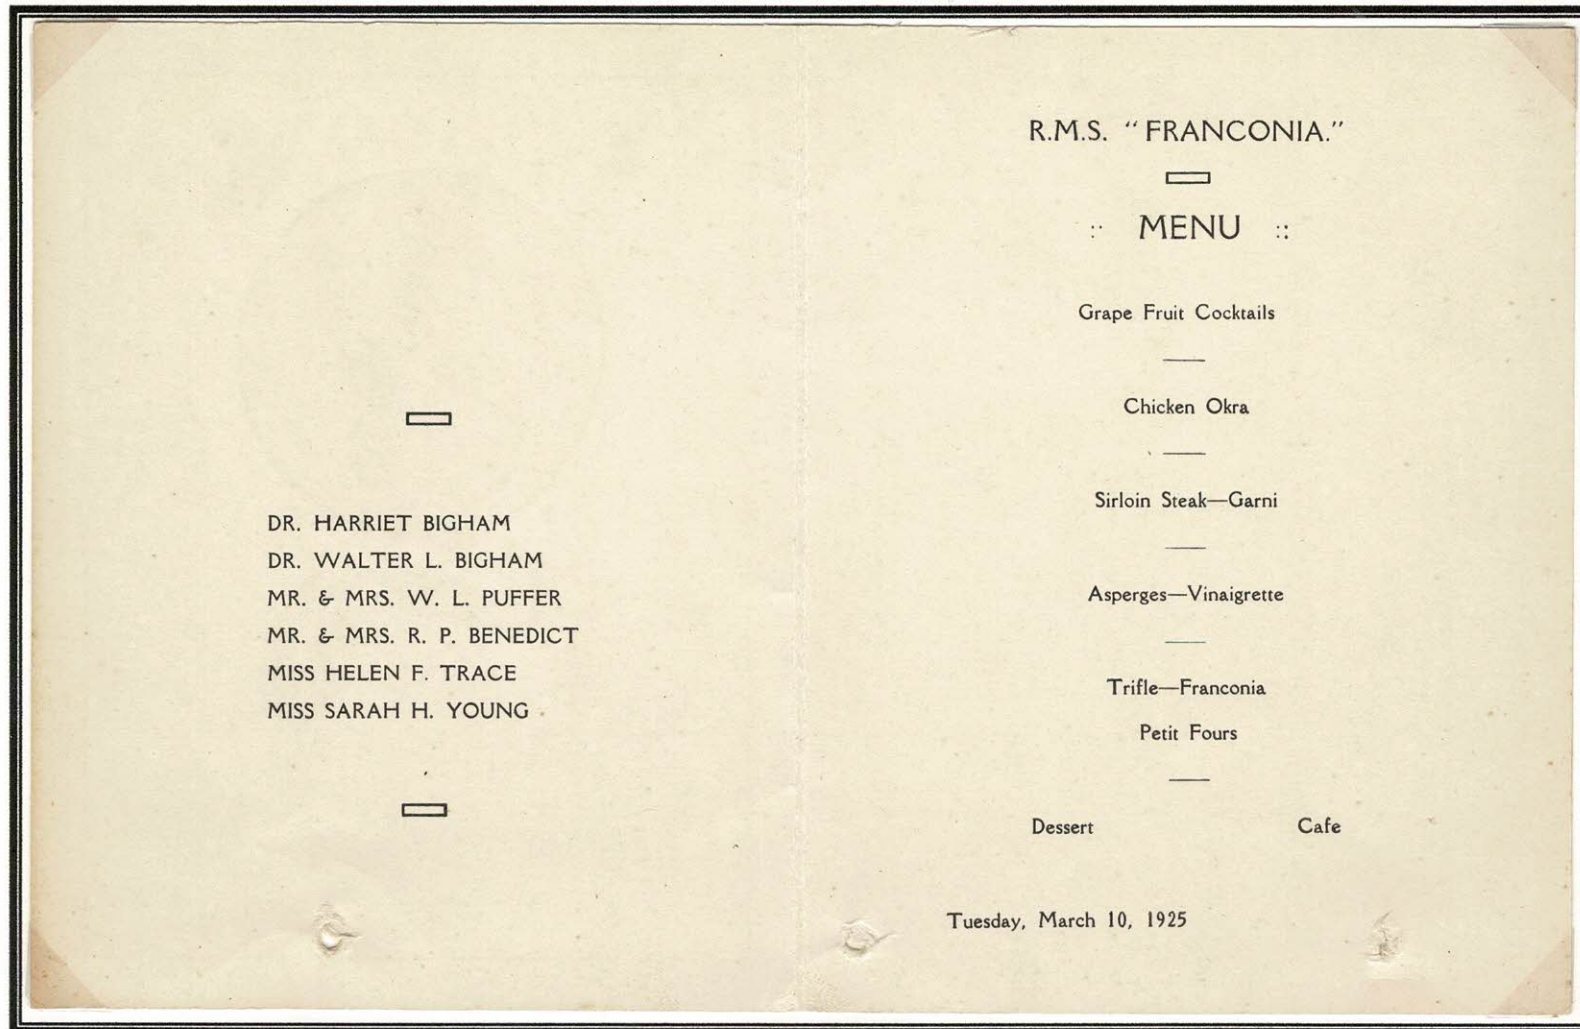 DR. HARRIET BIGHAM
DR. WALTER L. BIGHAM
MR. & MRS. W. L. PUFFER
MR. & MRS. R. P. BENEDICT
MISS HELEN F. TRACE
MISS SARAH H. YOUNG
R.M.S. "FRANCONIA."
:: MENU ::
Grape Fruit Cocktails
Chicken Okra
Sirloin Steak—Garni
Asperges—Vinaigrette
Trifle—Franconia
Petit Fours
Dessert Cafe
Tuesday, March 10, 1925